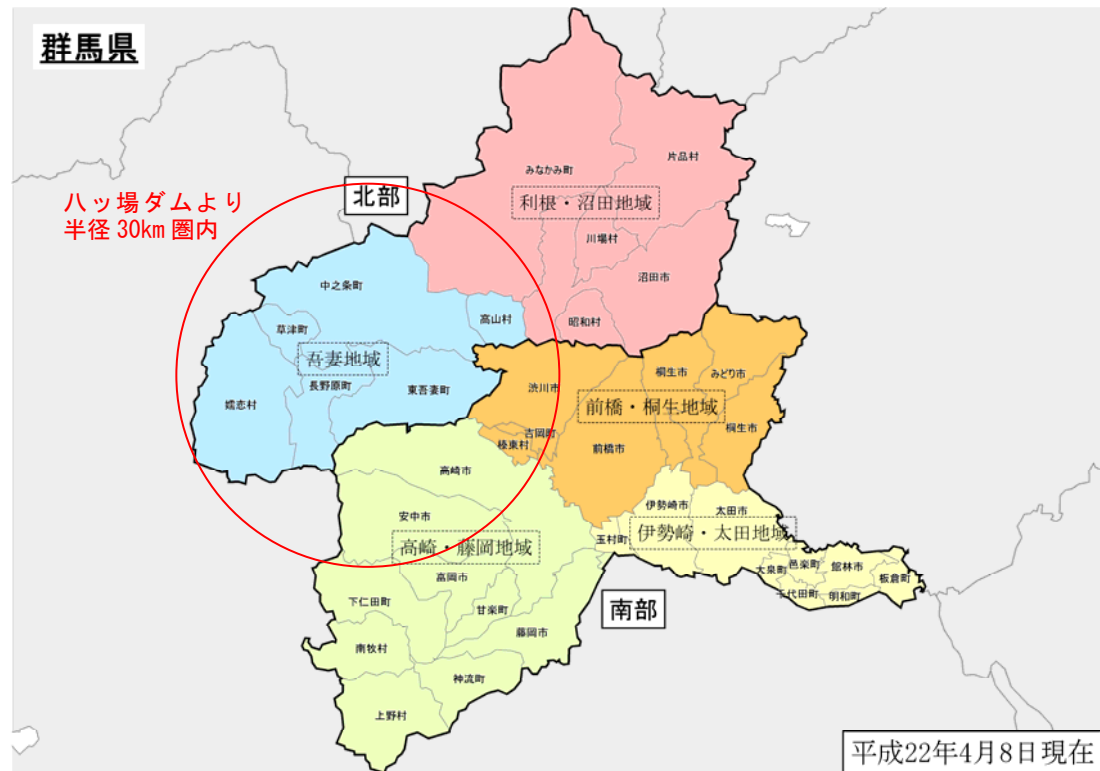 群馬県
八ッ場ダムより
半径 30km 圏内
北部
みなかみ町
片品村
利根・沼田地域
川場村
沼田市
昭和村
中之条町
高山村
草津町
吾妻地域
長野原町
東吾妻町
嬬恋村
渋川市
桐生市
みどり市
前橋・桐生地域
吉岡町
榛東村
前橋市
桐生市
高崎市
安中市
高崎・藤岡地域
伊勢崎市
太田市
玉村町
伊勢崎・太田地域
大泉町
邑楽町
館林市
板倉町
千代田町
明和町
富岡市
下仁田町
甘楽町
藤岡市
南部
南牧村
神流町
上野村
平成22年4月8日現在